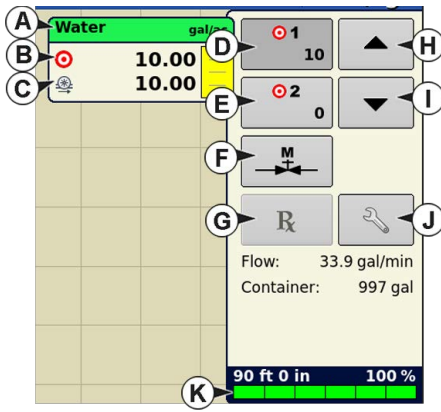 A
Water gal/ac
B
10.00
C
10.00
D
1
10
H
E
2
0
I
F
M
G
Rx
J
Flow: 33.9 gal/min
Container: 997 gal
90 ft 0 in 100 %
K